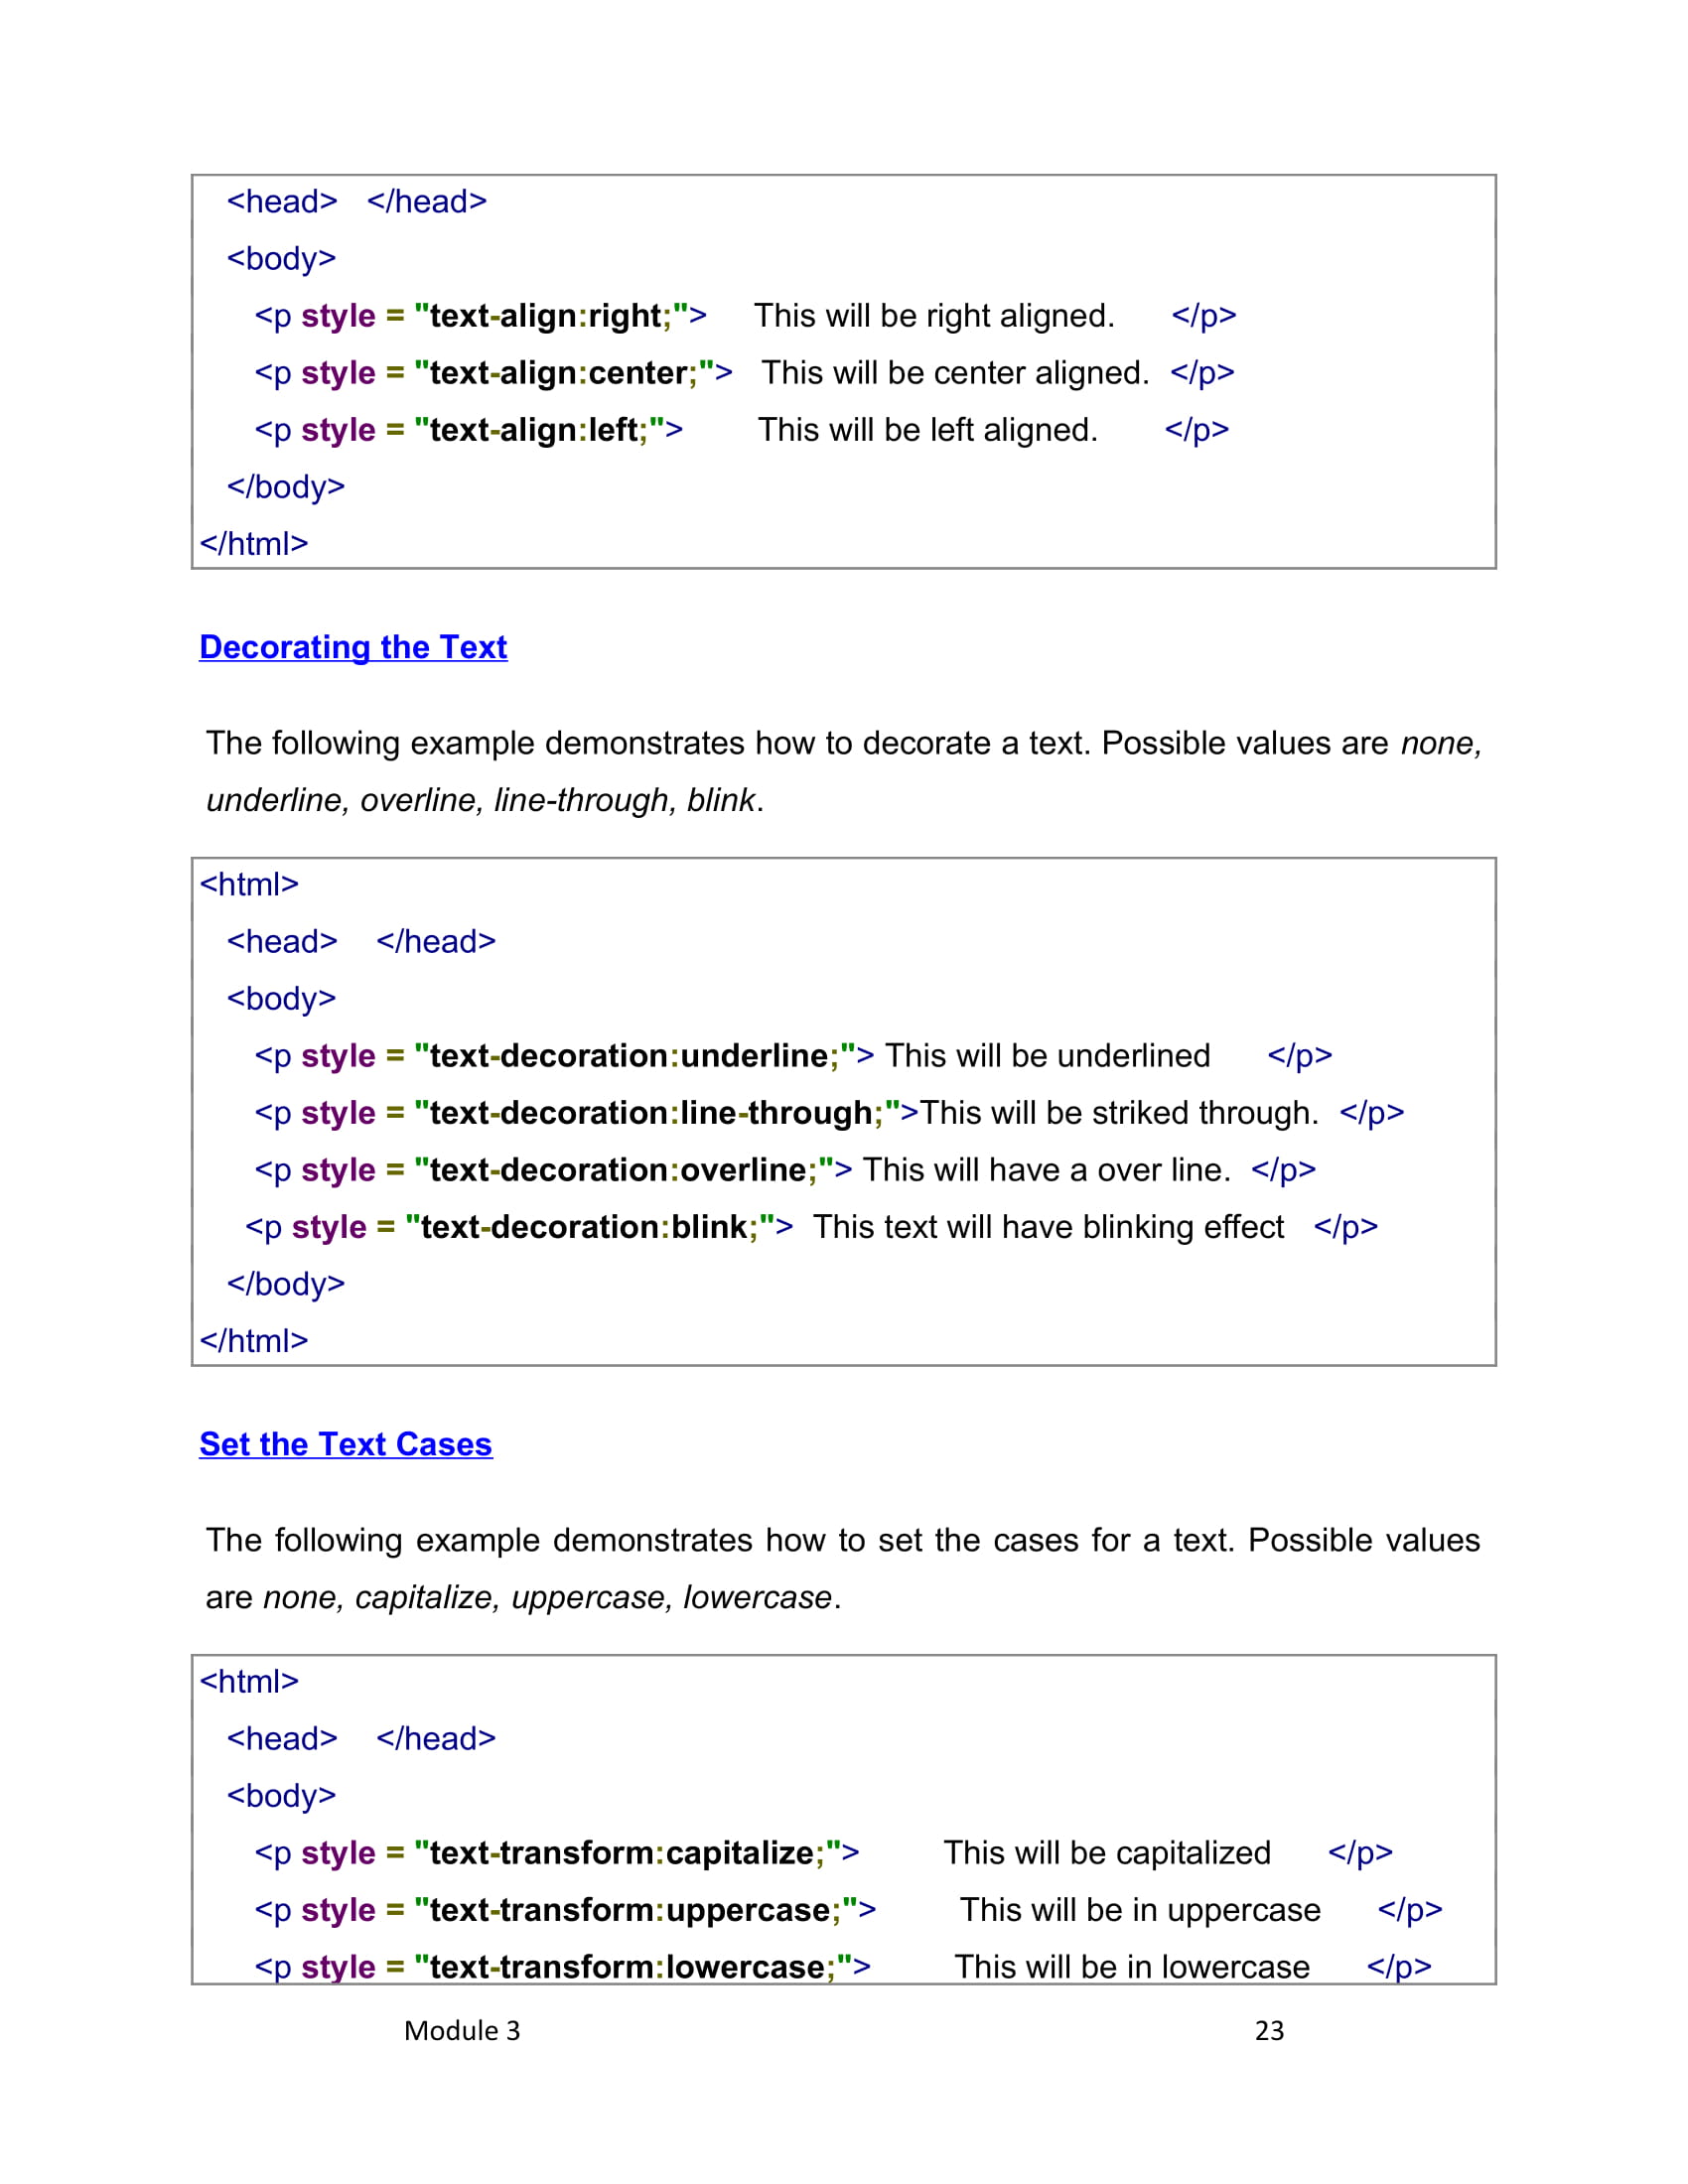 <head>   </head>
<body>
<p style = "text-align:right;">     This will be right aligned.      </p>
<p style = "text-align:center;">   This will be center aligned.  </p>
<p style = "text-align:left;">        This will be left aligned.       </p>
</body>
</html>
Decorating the Text
The following example demonstrates how to decorate a text. Possible values are none,
underline, overline, line-through, blink.
<html>
<head>    </head>
<body>
<p style = "text-decoration:underline;"> This will be underlined      </p>
<p style = "text-decoration:line-through;">This will be striked through.  </p>
<p style = "text-decoration:overline;"> This will have a over line.  </p>
<p style = "text-decoration:blink;">  This text will have blinking effect   </p>
</body>
</html>
Set the Text Cases
The following example demonstrates how to set the cases for a text. Possible values
are none, capitalize, uppercase, lowercase.
<html>
<head>    </head>
<body>
<p style = "text-transform:capitalize;">         This will be capitalized      </p>
<p style = "text-transform:uppercase;">         This will be in uppercase      </p>
<p style = "text-transform:lowercase;">         This will be in lowercase      </p>
Module 3 23